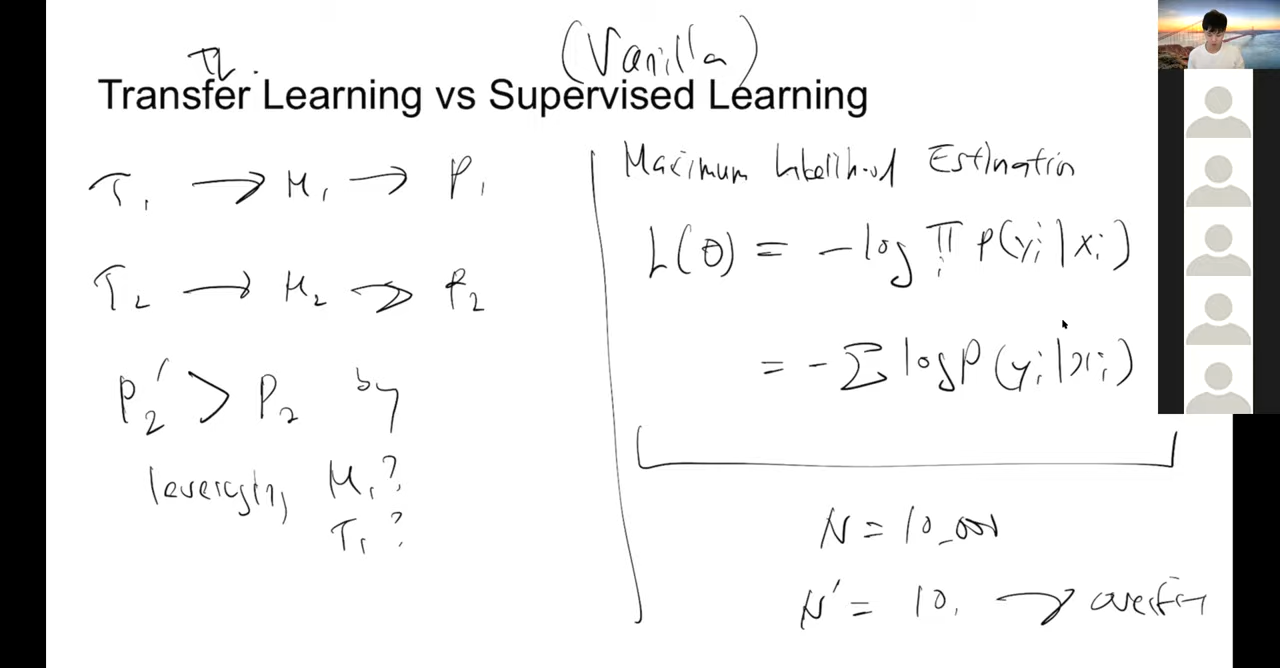 TL.
(Vanilla)
Transfer Learning vs Supervised Learning
T₁ → M₁ → P₁
T₂ → M₂ → P₂
P₂' > P₂ by
leveraging M₁?
T₁?
Maximum Likelihood Estimation
L(θ) = -log ∏ᵢ P(yᵢ|xᵢ)
= -∑ log P(yᵢ|xᵢ)
N = 10,000
N' = 10, → overfit